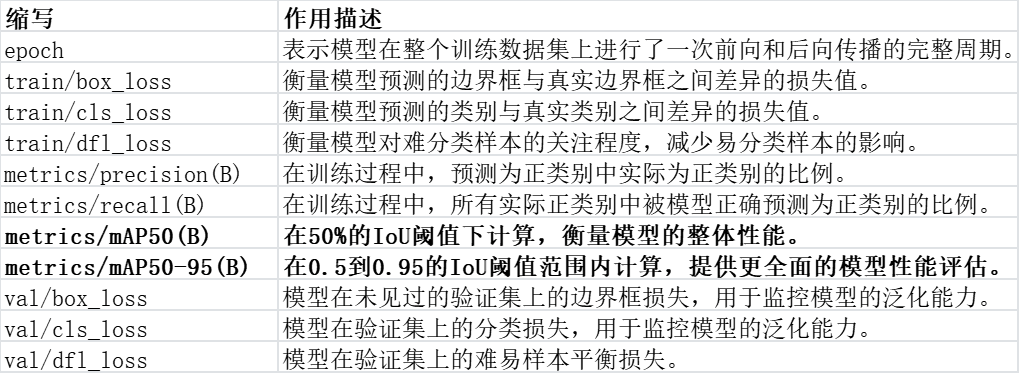 缩写 作用描述
epoch 表示模型在整个训练数据集上进行了一次前向和后向传播的完整周期。
train/box_loss 衡量模型预测的边界框与真实边界框之间差异的损失值。
train/cls_loss 衡量模型预测的类别与真实类别之间差异的损失值。
train/dfl_loss 衡量模型对难分类样本的关注程度，减少易分类样本的影响。
metrics/precision(B) 在训练过程中，预测为正类别中实际为正类别的比例。
metrics/recall(B) 在训练过程中，所有实际正类别中被模型正确预测为正类别的比例。
metrics/mAP50(B) 在50%的IoU阈值下计算，衡量模型的整体性能。
metrics/mAP50-95(B) 在0.5到0.95的IoU阈值范围内计算，提供更全面的模型性能评估。
val/box_loss 模型在未见过的验证集上的边界框损失，用于监控模型的泛化能力。
val/cls_loss 模型在验证集上的分类损失，用于监控模型的泛化能力。
val/dfl_loss 模型在验证集上的难易样本平衡损失。